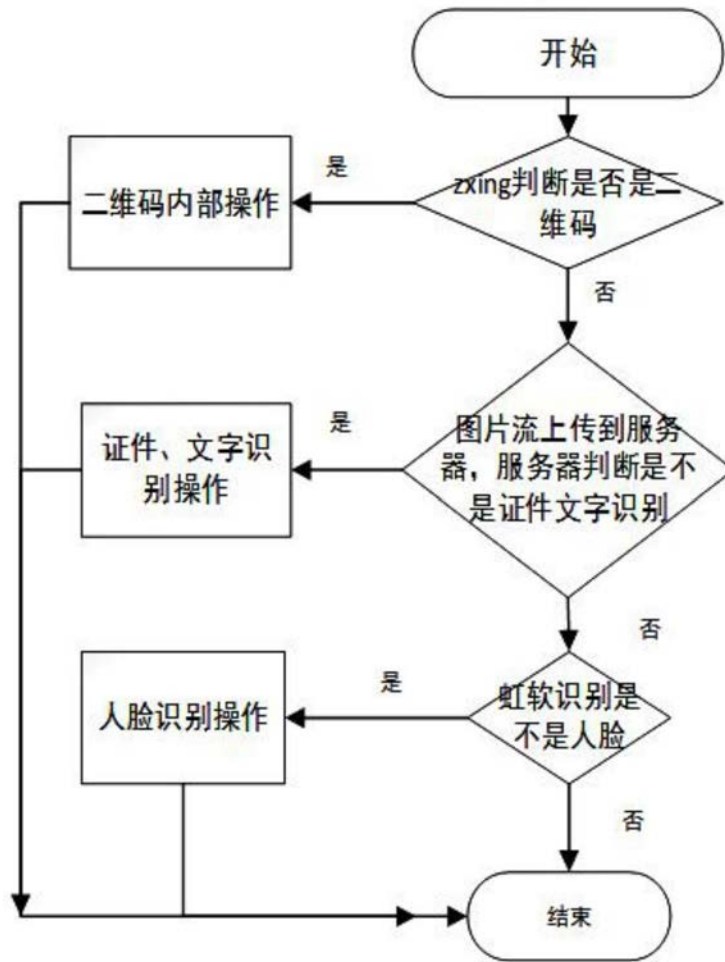 开始
zxing判断是否是二
维码
是
二维码内部操作
否
图片流上传到服务
器，服务器判断是不
是证件文字识别
是
证件、文字识
别操作
否
虹软识别是
不是人脸
是
人脸识别操作
否
结束